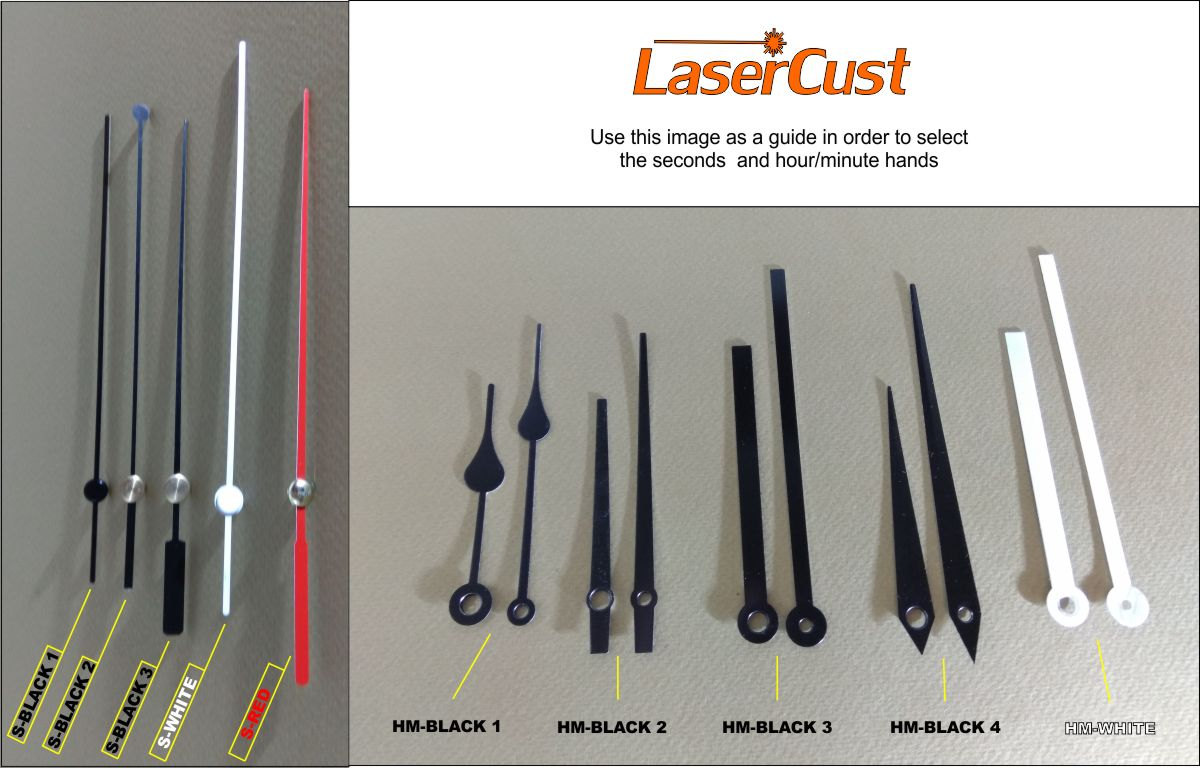 LaserCust
Use this image as a guide in order to select
the seconds  and hour/minute hands
S-BLACK 1
S-BLACK 2
S-BLACK 3
S-WHITE
S-RED
HM-BLACK 1
HM-BLACK 2
HM-BLACK 3
HM-BLACK 4
HM-WHITE